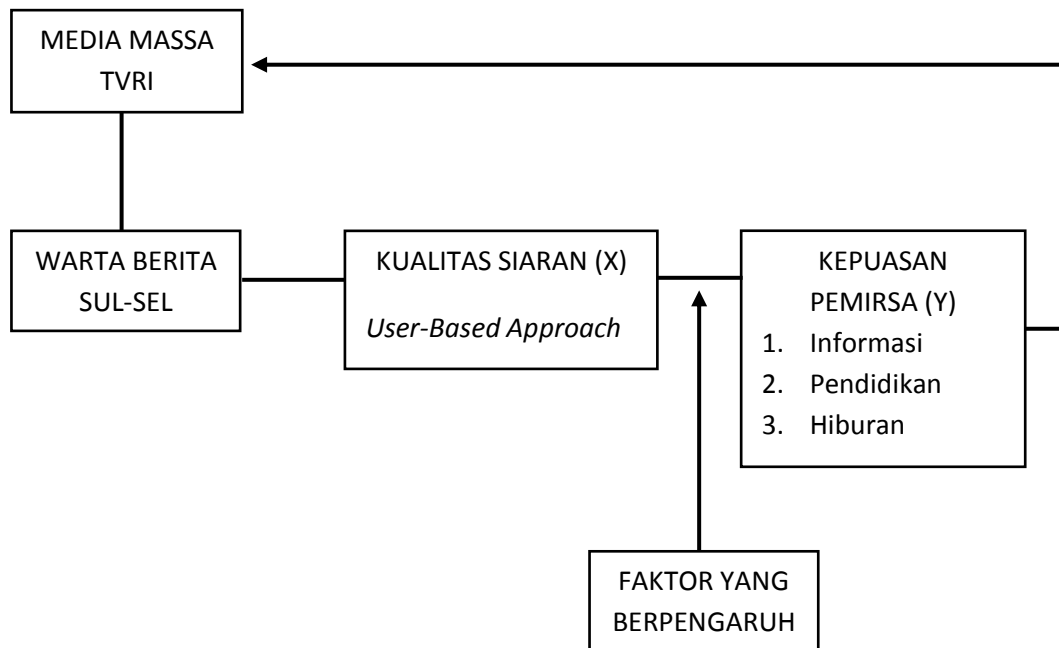 MEDIA MASSA
TVRI
WARTA BERITA
SUL-SEL
KUALITAS SIARAN (X)
User-Based Approach
KEPUASAN
PEMIRSA (Y)
1. Informasi
2. Pendidikan
3. Hiburan
FAKTOR YANG
BERPENGARUH